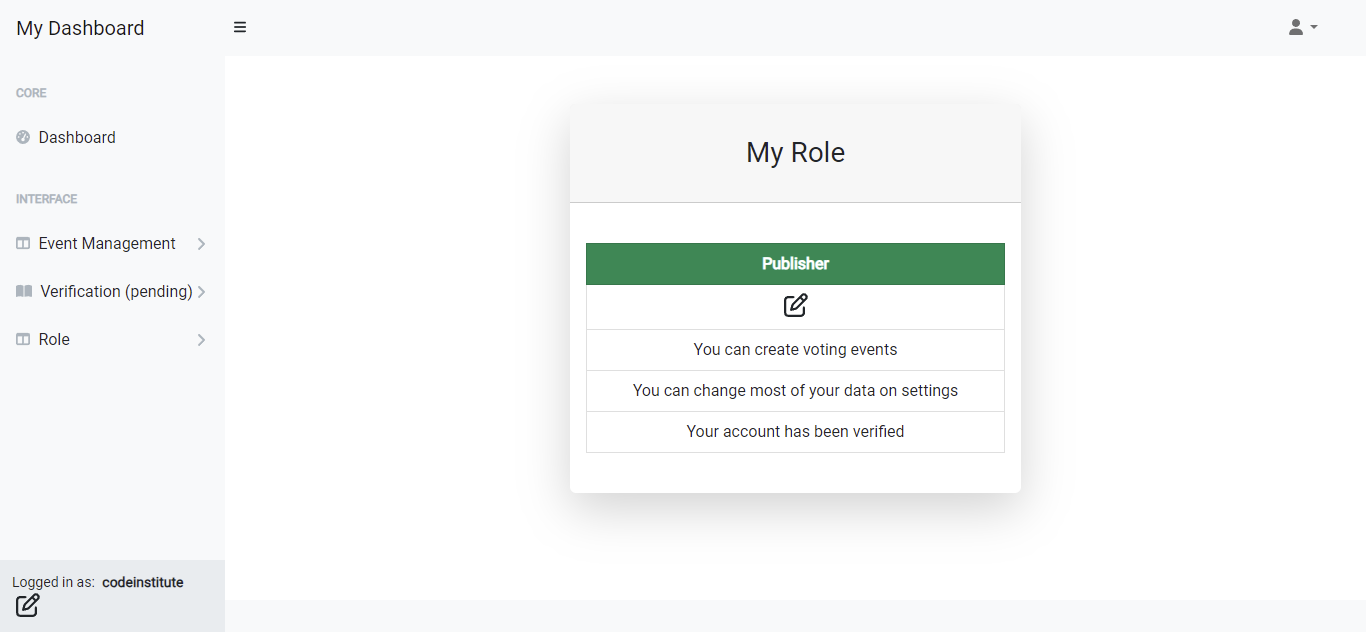 My Dashboard
CORE
Dashboard
INTERFACE
Event Management
Verification (pending)
Role
Logged in as: codeinstitute
My Role
Publisher
You can create voting events
You can change most of your data on settings
Your account has been verified